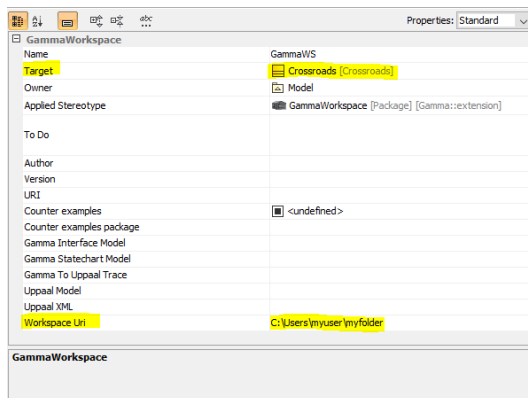 abc
Properties: Standard
GammaWorkspace
Name GammaWS
Target Crossroads [Crossroads]
Owner Model
Applied Stereotype GammaWorkspace [Package] [Gamma::extension]
To Do
Author
Version
URI
Counter examples <undefined>
Counter examples package
Gamma Interface Model
Gamma Statechart Model
Gamma To Uppaal Trace
Uppaal Model
Uppaal XML
Workspace Uri C:\Users\myuser\myfolder
GammaWorkspace